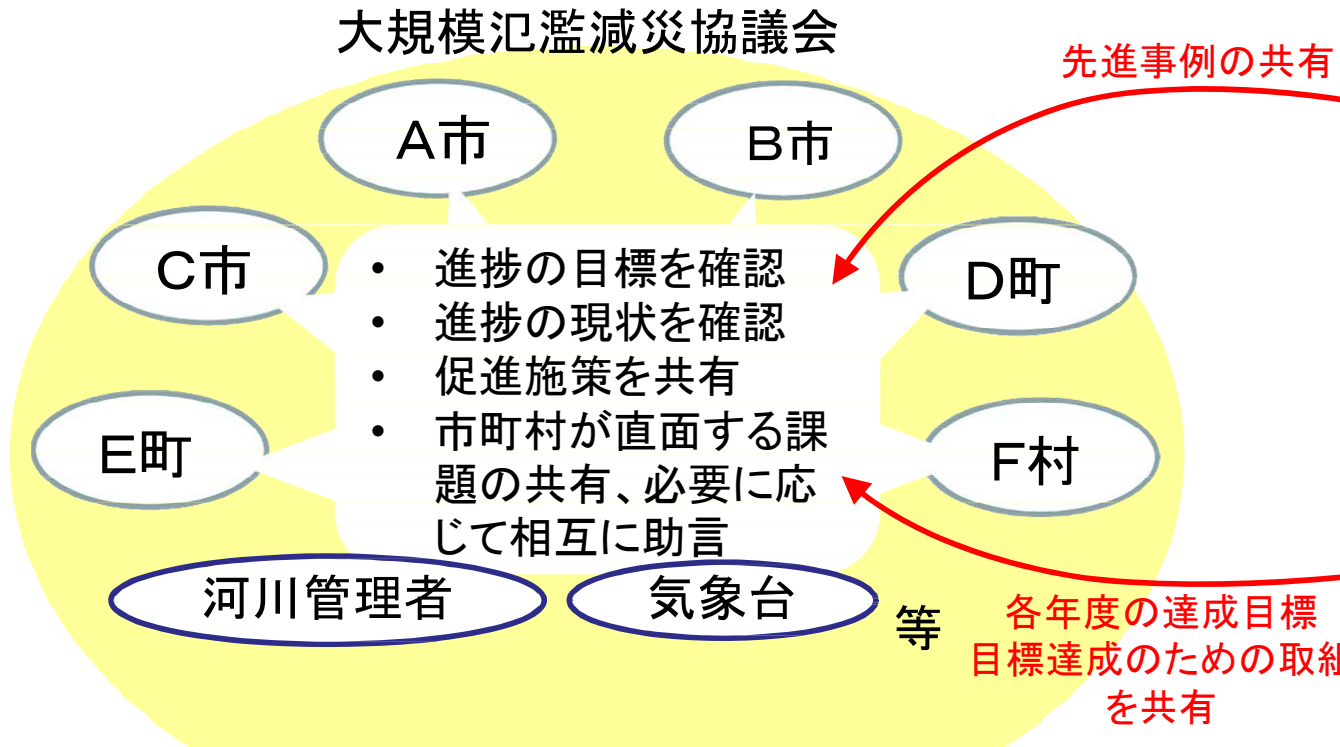 大規模氾濫減災協議会
先進事例の共有
A市
B市
C市
D町
E町
F村
• 進捗の目標を確認
• 進捗の現状を確認
• 促進施策を共有
• 市町村が直面する課
題の共有、必要に応
じて相互に助言
河川管理者
気象台
等
各年度の達成目標
目標達成のための取組
を共有